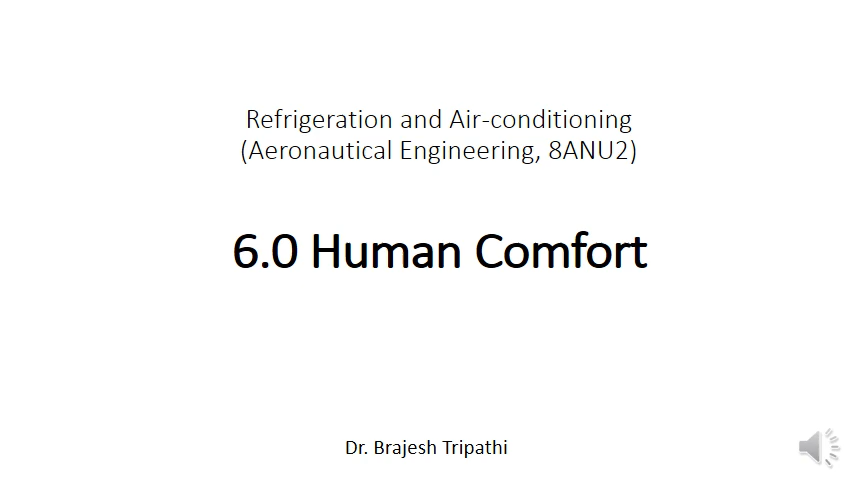 Refrigeration and Air-conditioning
(Aeronautical Engineering, 8ANU2)
6.0 Human Comfort
Dr. Brajesh Tripathi